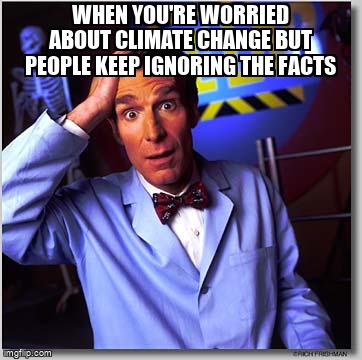 WHEN YOU'RE WORRIED
ABOUT CLIMATE CHANGE BUT
PEOPLE KEEP IGNORING THE FACTS
imgflip.com
©RICH FRISHMAN